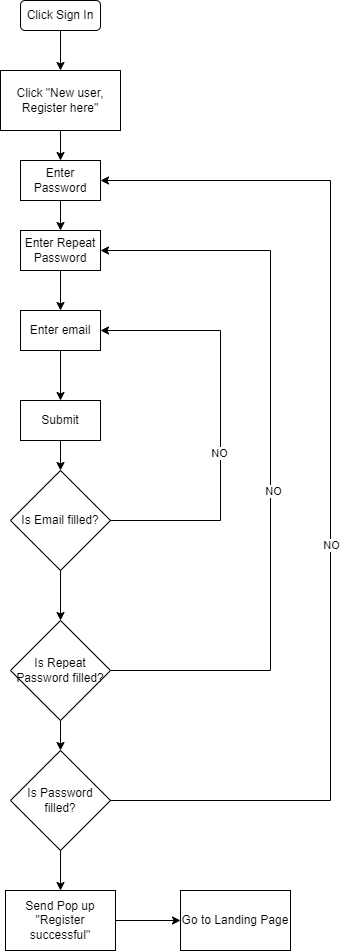 Click Sign In
Click "New user,
Register here"
Enter
Password
Enter Repeat
Password
Enter email
Submit
NO
NO
Is Email filled?
NO
Is Repeat
Password filled?
Is Password
filled?
Send Pop up
"Register
successful"
Go to Landing Page